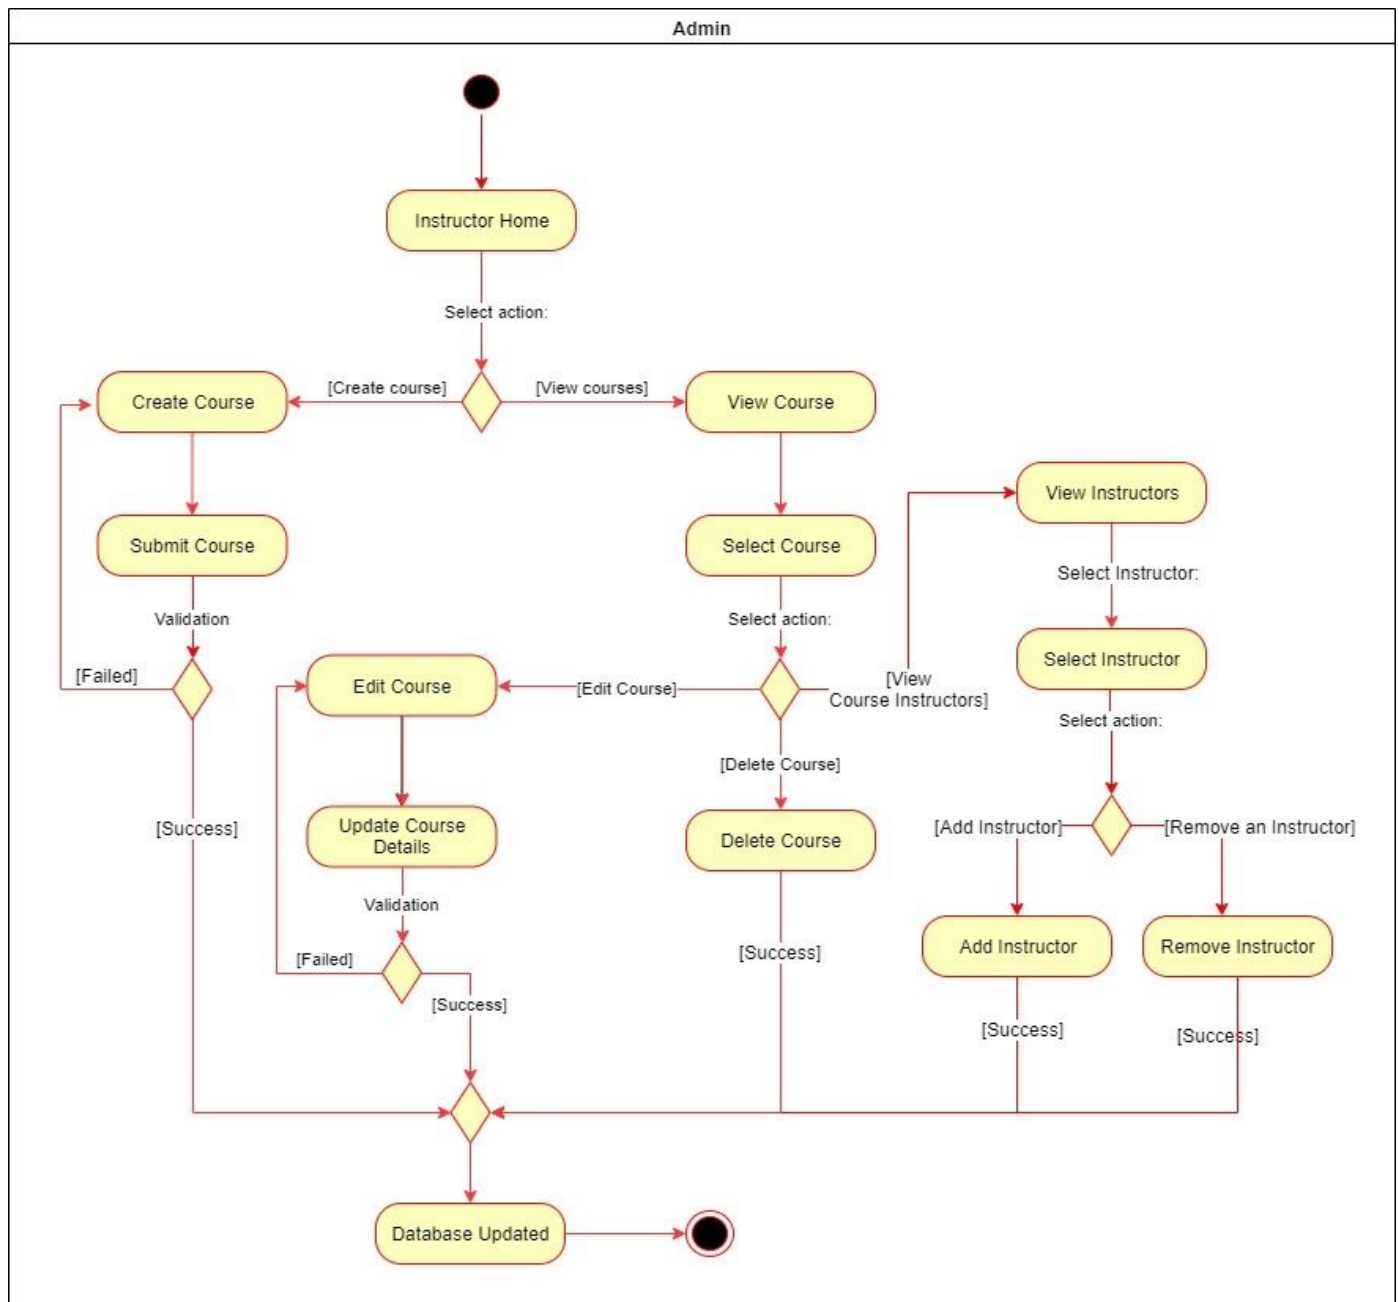 Admin
Instructor Home
Select action:
[Create course]
[View courses]
Create Course
View Course
View Instructors
Submit Course
Select Course
Select Instructor:
Validation
Select action:
Select Instructor
[Failed]
Edit Course
[Edit Course]
[View
Course Instructors]
Select action:
[Delete Course]
[Success]
Update Course
Details
Delete Course
[Add Instructor]
[Remove an Instructor]
Validation
[Failed]
[Success]
Add Instructor
Remove Instructor
[Success]
[Success]
[Success]
Database Updated